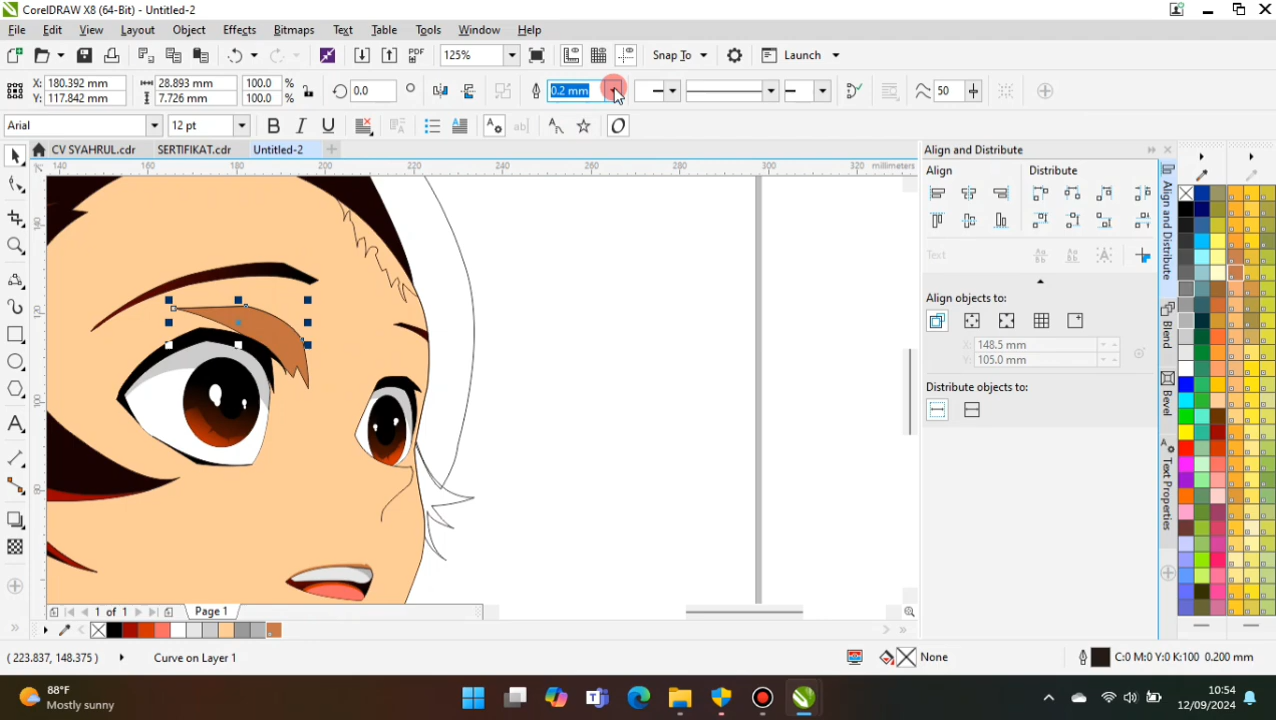 CorelDRAW X8 (64-Bit) - Untitled-2
File Edit View Layout Object Effects Bitmaps Text Table Tools Window Help
PDF 125% Snap To Launch
X: 180.392 mm 28.893 mm 100.0 % 0.0 0.2 mm 50
Y: 117.842 mm 7.726 mm 100.0 %
Arial 12 pt B I U
CV SYAHRUL.cdr SERTIFIKAT.cdr Untitled-2
Align and Distribute
140 160 180 200 220 240 260 280 300 320 millimeters
Align Distribute
Text
Align objects to:
X: 148.5 mm
Y: 105.0 mm
Distribute objects to:
Align and Distribute
Blend
Bevel
Text Properties
140
120
100
80
1 of 1 Page 1
(223.837, 148.375 ) Curve on Layer 1 None C:0 M:0 Y:0 K:100 0.200 mm
88°F
Mostly sunny
10:54
12/09/2024